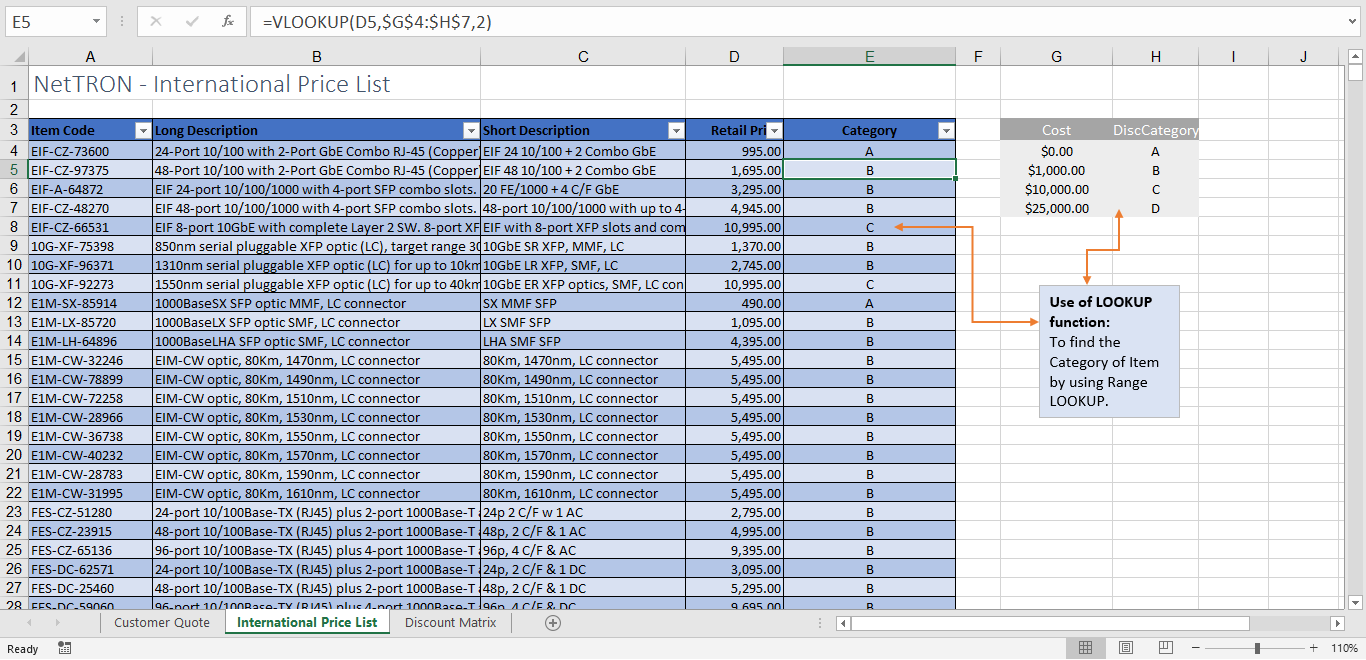 E5 fx =VLOOKUP(D5,$G$4:$H$7,2)
A B C D E F G H I J
1 NetTRON - International Price List
2
3 Item Code Long Description Short Description Retail Pri Category Cost DiscCategory
4 EIF-CZ-73600 24-Port 10/100 with 2-Port GbE Combo RJ-45 (Copper EIF 24 10/100 + 2 Combo GbE 995.00 A $0.00 A
5 EIF-CZ-97375 48-Port 10/100 with 2-Port GbE Combo RJ-45 (Copper EIF 48 10/100 + 2 Combo GbE 1,695.00 B $1,000.00 B
6 EIF-A-64872 EIF 24-port 10/100/1000 with 4-port SFP combo slots. 20 FE/1000 + 4 C/F GbE 3,295.00 B $10,000.00 C
7 EIF-CZ-48270 EIF 48-port 10/100/1000 with 4-port SFP combo slots. 48-port 10/100/1000 with up to 4- 4,945.00 B $25,000.00 D
8 EIF-CZ-66531 EIF 8-port 10GbE with complete Layer 2 SW. 8-port XF EIF with 8-port XFP slots and com 10,995.00 C
9 10G-XF-75398 850nm serial pluggable XFP optic (LC), target range 30 10GbE SR XFP, MMF, LC 1,370.00 B
10 10G-XF-96371 1310nm serial pluggable XFP optic (LC) for up to 10km 10GbE LR XFP, SMF, LC 2,745.00 B
11 10G-XF-92273 1550nm serial pluggable XFP optic (LC) for up to 40km 10GbE ER XFP optics, SMF, LC con 10,995.00 C
12 E1M-SX-85914 1000BaseSX SFP optic MMF, LC connector SX MMF SFP 490.00 A
13 E1M-LX-85720 1000BaseLX SFP optic SMF, LC connector LX SMF SFP 1,095.00 B
14 E1M-LH-64896 1000BaseLHA SFP optic SMF, LC connector LHA SMF SFP 4,395.00 B
15 E1M-CW-32246 EIM-CW optic, 80Km, 1470nm, LC connector 80Km, 1470nm, LC connector 5,495.00 B
16 E1M-CW-78899 EIM-CW optic, 80Km, 1490nm, LC connector 80Km, 1490nm, LC connector 5,495.00 B
17 E1M-CW-72258 EIM-CW optic, 80Km, 1510nm, LC connector 80Km, 1510nm, LC connector 5,495.00 B
18 E1M-CW-28966 EIM-CW optic, 80Km, 1530nm, LC connector 80Km, 1530nm, LC connector 5,495.00 B
19 E1M-CW-36738 EIM-CW optic, 80Km, 1550nm, LC connector 80Km, 1550nm, LC connector 5,495.00 B
20 E1M-CW-40232 EIM-CW optic, 80Km, 1570nm, LC connector 80Km, 1570nm, LC connector 5,495.00 B
21 E1M-CW-28783 EIM-CW optic, 80Km, 1590nm, LC connector 80Km, 1590nm, LC connector 5,495.00 B
22 E1M-CW-31995 EIM-CW optic, 80Km, 1610nm, LC connector 80Km, 1610nm, LC connector 5,495.00 B
23 FES-CZ-51280 24-port 10/100Base-TX (RJ45) plus 2-port 1000Base-T 24p 2 C/F w 1 AC 2,795.00 B
24 FES-CZ-23915 48-port 10/100Base-TX (RJ45) plus 2-port 1000Base-T 48p, 2 C/F & 1 AC 4,995.00 B
25 FES-CZ-65136 96-port 10/100Base-TX (RJ45) plus 4-port 1000Base-T 96p, 4 C/F & AC 9,395.00 B
26 FES-DC-62571 24-port 10/100Base-TX (RJ45) plus 2-port 1000Base-T 24p, 2 C/F & 1 DC 3,095.00 B
27 FES-DC-25460 48-port 10/100Base-TX (RJ45) plus 2-port 1000Base-T 48p, 2 C/F & 1 DC 5,295.00 B
28 FES-DC-59060 96-port 10/100Base-TX (RJ45) plus 4-port 1000Base-T 96p, 4 C/F & DC 9,695.00 B
Use of LOOKUP
function:
To find the
Category of Item
by using Range
LOOKUP.
Customer Quote International Price List Discount Matrix
Ready 110%